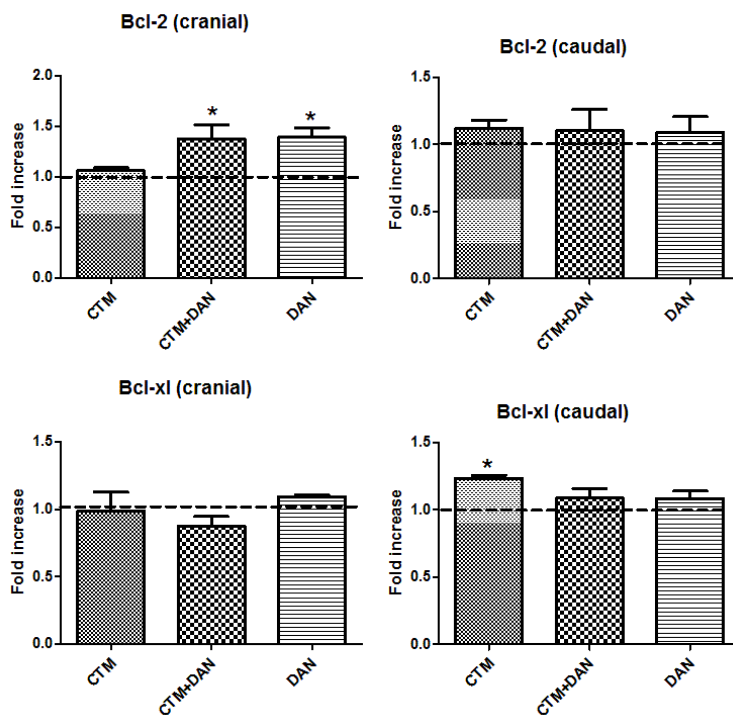 Bcl-2 (cranial)
Fold increase
2.0
1.5
1.0
0.5
0.0
*
*
CTM
CTM+DAN
DAN
Bcl-2 (caudal)
Fold increase
1.5
1.0
0.5
0.0
CTM
CTM+DAN
DAN
Bcl-xl (cranial)
Fold increase
1.5
1.0
0.5
0.0
CTM
CTM+DAN
DAN
Bcl-xl (caudal)
Fold increase
1.5
1.0
0.5
0.0
*
CTM
CTM+DAN
DAN